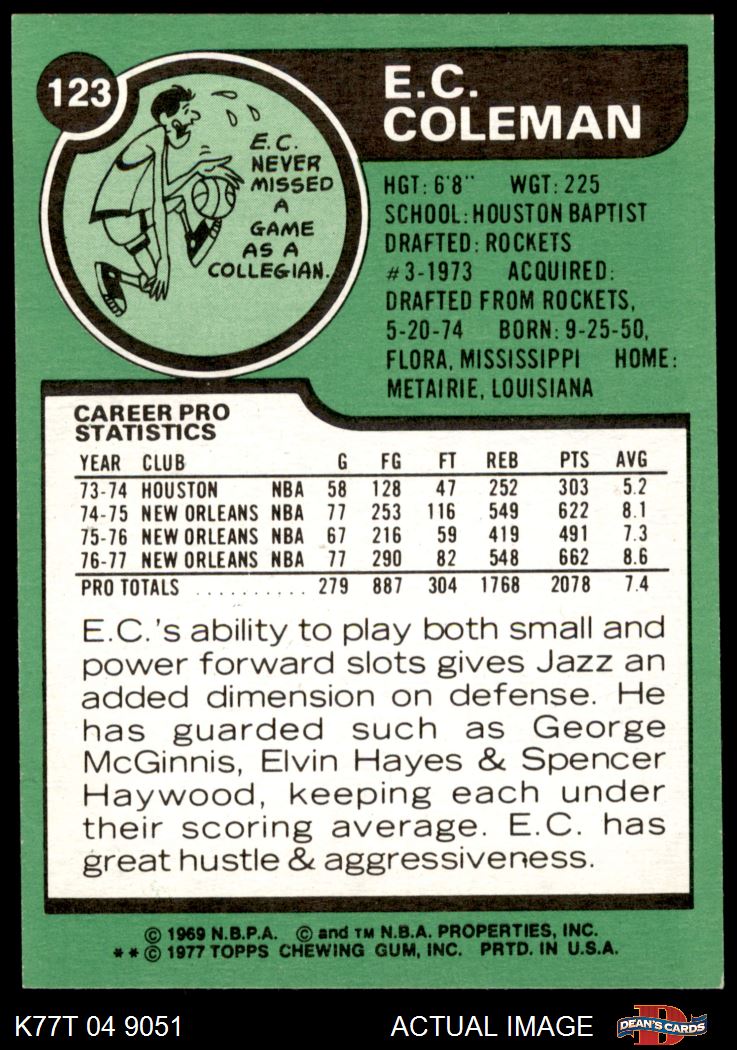 123
E.C.
COLEMAN
E.C.
NEVER
MISSED
A
GAME
AS A
COLLEGIAN.
HGT: 6'8" WGT: 225
SCHOOL: HOUSTON BAPTIST
DRAFTED: ROCKETS
#3-1973 ACQUIRED:
DRAFTED FROM ROCKETS,
5-20-74 BORN: 9-25-50,
FLORA, MISSISSIPPI HOME:
METAIRIE, LOUISIANA
CAREER PRO
STATISTICS
YEAR CLUB G FG FT REB PTS AVG
73-74 HOUSTON NBA 58 128 47 252 303 5.2
74-75 NEW ORLEANS NBA 77 253 116 549 622 8.1
75-76 NEW ORLEANS NBA 67 216 59 419 491 7.3
76-77 NEW ORLEANS NBA 77 290 82 548 662 8.6
PRO TOTALS .......... 279 887 304 1768 2078 7.4
E.C.'s ability to play both small and
power forward slots gives Jazz an
added dimension on defense. He
has guarded such as George
McGinnis, Elvin Hayes & Spencer
Haywood, keeping each under
their scoring average. E.C. has
great hustle & aggressiveness.
© 1969 N.B.P.A. © and TM N.B.A. PROPERTIES, INC.
**© 1977 TOPPS CHEWING GUM, INC. PRTD. IN U.S.A.
K77T 04 9051 ACTUAL IMAGE D DEAN'S CARDS